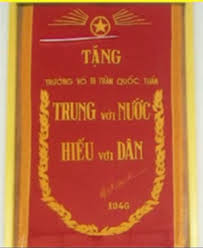 TẶNG
TRƯỜNG VÕ BỊ TRẦN QUỐC TUẤN
TRUNG VỚI NƯỚC
HIẾU VỚI DÂN
1946